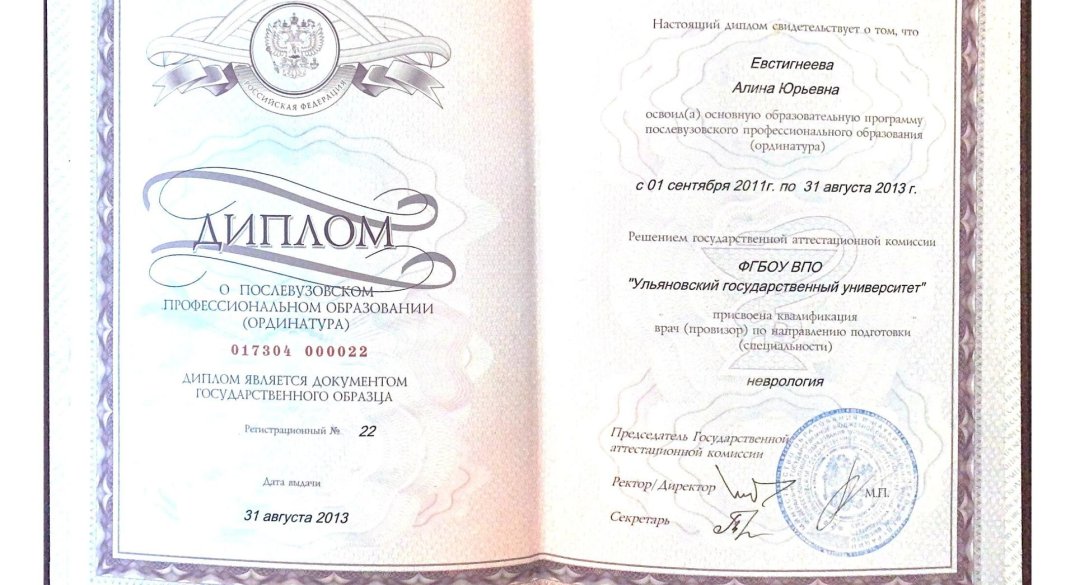 РОССИЙСКАЯ ФЕДЕРАЦИЯ
ДИПЛОМ
О ПОСЛЕВУЗОВСКОМ
ПРОФЕССИОНАЛЬНОМ ОБРАЗОВАНИИ
(ОРДИНАТУРА)
017304 000022
ДИПЛОМ ЯВЛЯЕТСЯ ДОКУМЕНТОМ
ГОСУДАРСТВЕННОГО ОБРАЗЦА
Регистрационный № 22
Дата выдачи
31 августа 2013
Настоящий диплом свидетельствует о том, что
Евстигнеева
Алина Юрьевна
освоил(а) основную образовательную программу
послевузовского профессионального образования
(ординатура)
с 01 сентября 2011г. по 31 августа 2013 г.
Решением государственной аттестационной комиссии
ФГБОУ ВПО
"Ульяновский государственный университет"
присвоена квалификация
врач (провизор) по направлению подготовки
(специальности)
неврология
Председатель Государственной
аттестационной комиссии
Ректор/Директор
М.П.
Секретарь